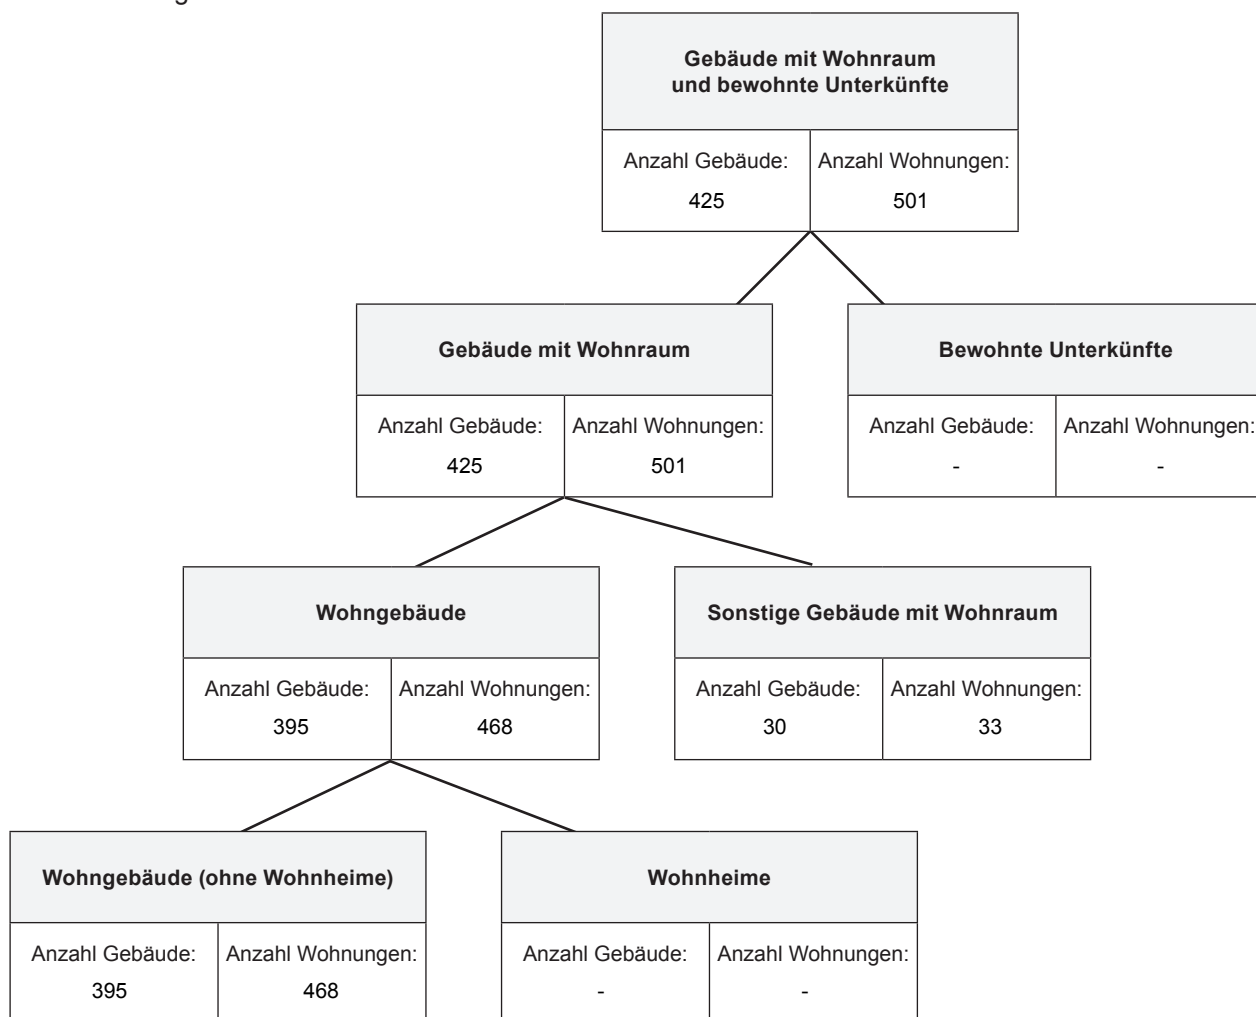 Gebäude mit Wohnraum
und bewohnte Unterkünfte
Anzahl Gebäude: Anzahl Wohnungen:
425 501
Gebäude mit Wohnraum
Anzahl Gebäude: Anzahl Wohnungen:
425 501
Bewohnte Unterkünfte
Anzahl Gebäude: Anzahl Wohnungen:
- -
Wohngebäude
Anzahl Gebäude: Anzahl Wohnungen:
395 468
Sonstige Gebäude mit Wohnraum
Anzahl Gebäude: Anzahl Wohnungen:
30 33
Wohngebäude (ohne Wohnheime)
Anzahl Gebäude: Anzahl Wohnungen:
395 468
Wohnheime
Anzahl Gebäude: Anzahl Wohnungen:
- -